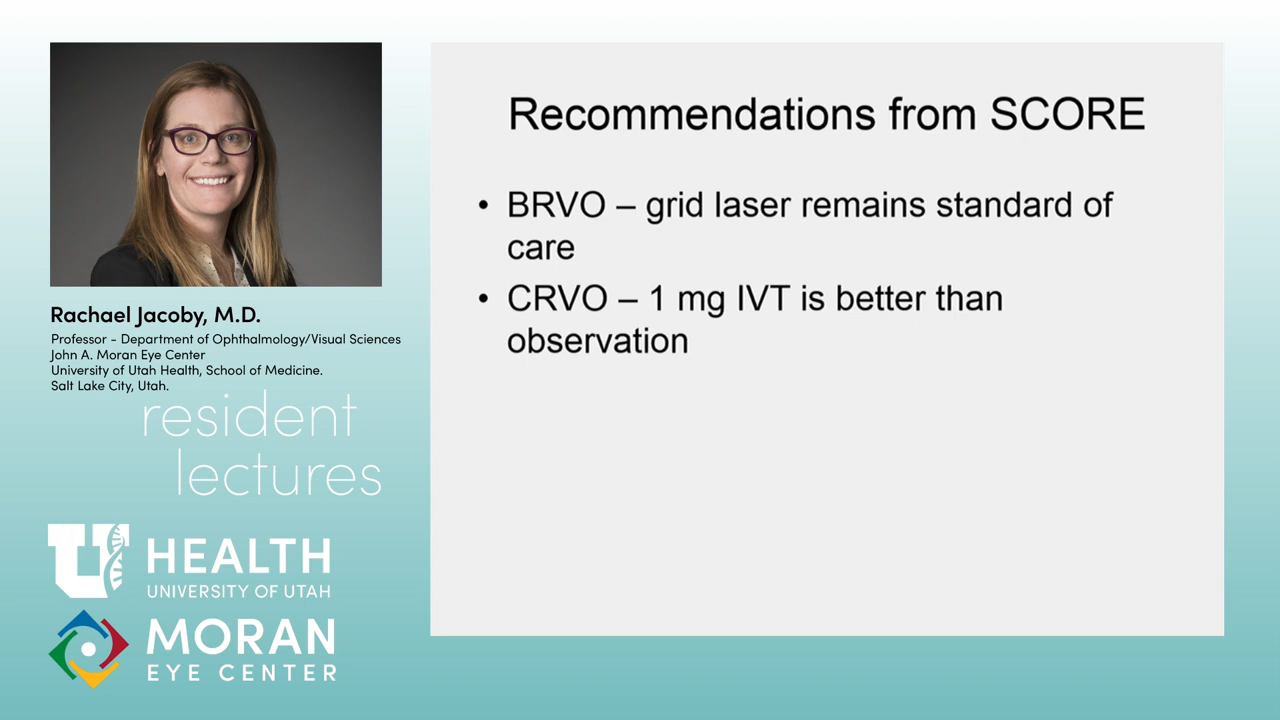 Rachael Jacoby, M.D.
Professor - Department of Ophthalmology/Visual Sciences
John A. Moran Eye Center
University of Utah Health, School of Medicine.
Salt Lake City, Utah.
resident
lectures
U HEALTH
UNIVERSITY OF UTAH
MORAN
EYE CENTER
Recommendations from SCORE
• BRVO – grid laser remains standard of
care
• CRVO – 1 mg IVT is better than
observation